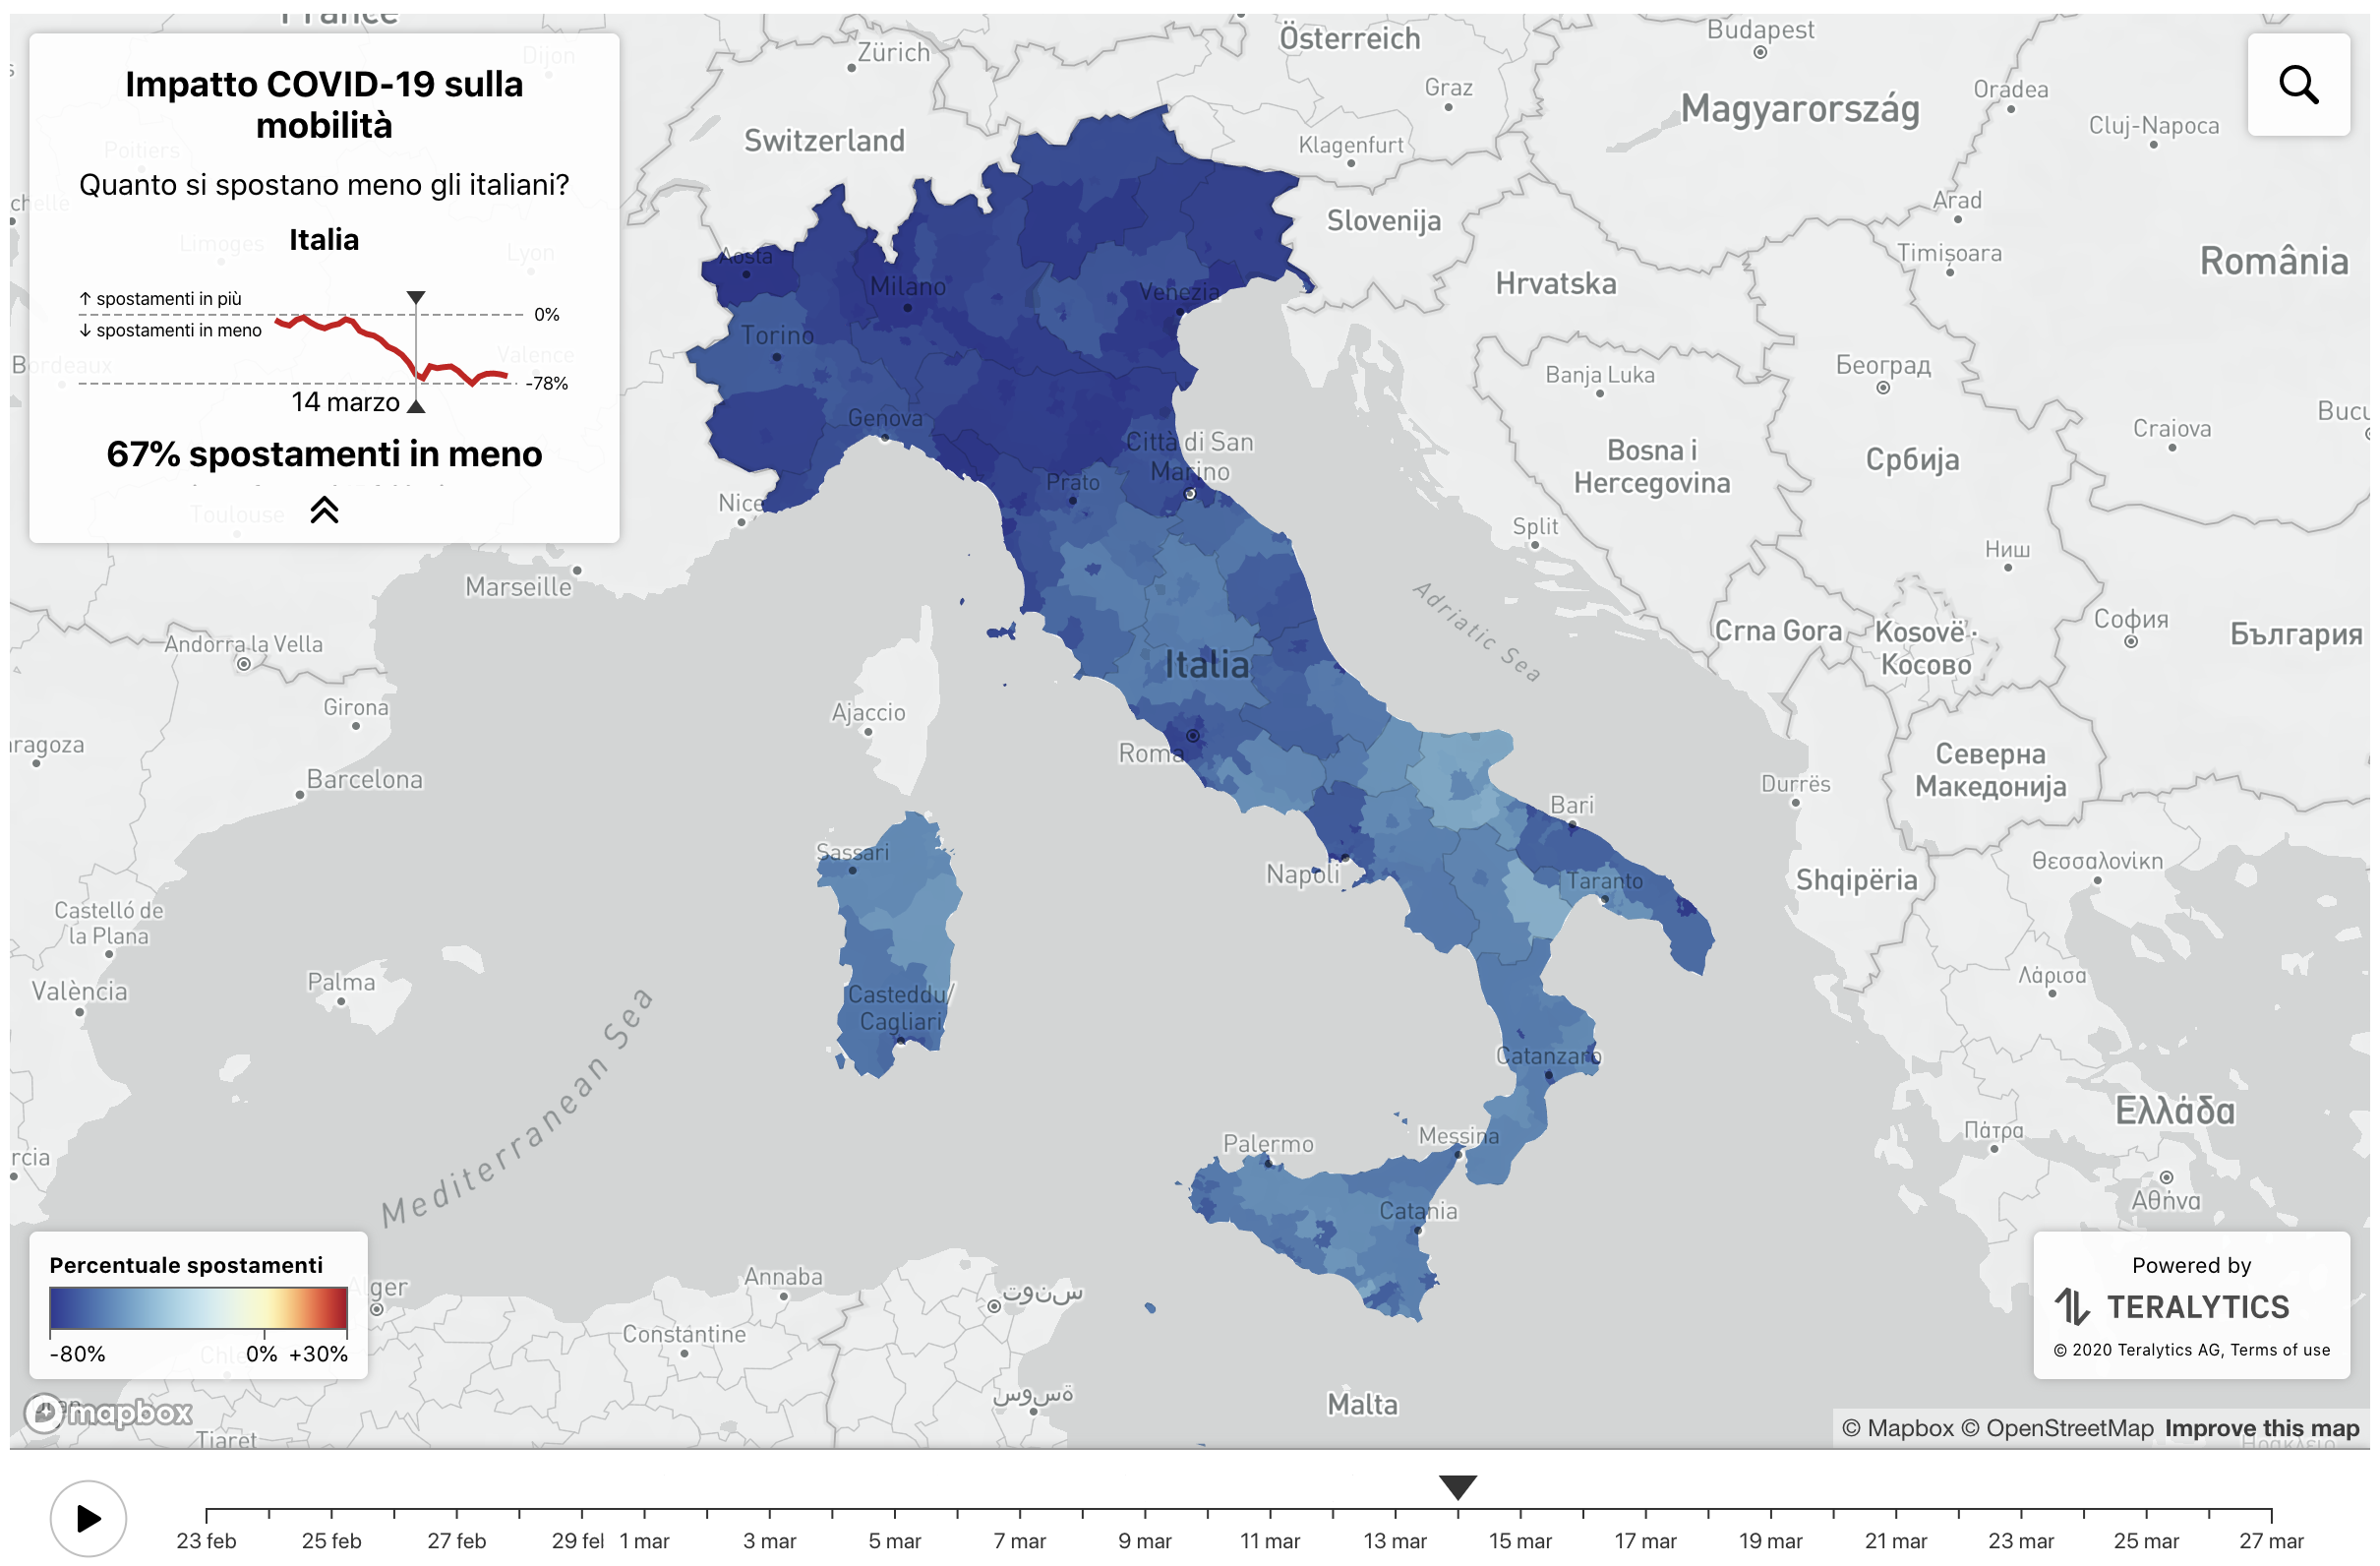 Impatto COVID-19 sulla
mobilità
Quanto si spostano meno gli italiani?
Italia
↑ spostamenti in più
0%
↓ spostamenti in meno
-78%
14 marzo
67% spostamenti in meno
Dijon
Poitiers
Limoges
Lyon
Valence
Bordeaux
Toulouse
Zürich
Switzerland
Österreich
Graz
Klagenfurt
Budapest
Magyarország
Oradea
Cluj-Napoca
Arad
Timișoara
România
Slovenija
Hrvatska
Aosta
Milano
Venezia
Torino
Genova
Città di San
Marino
Prato
Nice
Marseille
Banja Luka
Београд
Bosna i
Hercegovina
Србија
Craiova
Split
Ниш
Adriatic Sea
Crna Gora
Kosovë -
Косово
София
България
Andorra la Vella
Girona
Barcelona
Ajaccio
Italia
Roma
Северна
Македонија
Durrës
Shqipëria
Θεσσαλονίκη
Napoli
Bari
Taranto
Sassari
Castelló de
la Plana
València
Palma
Casteddu/
Cagliari
Catanzaro
Λάρισα
Mediterranean Sea
Palermo
Messina
Catania
Ελλάδα
Πάτρα
Αθήνα
Alger
Annaba
Constantine
تونس
سوسة
Malta
Tiaret
Percentuale spostamenti
-80%
0%
+30%
mapbox
Powered by
TERALYTICS
© 2020 Teralytics AG, Terms of use
© Mapbox © OpenStreetMap Improve this map
23 feb
25 feb
27 feb
29 fel
1 mar
3 mar
5 mar
7 mar
9 mar
11 mar
13 mar
15 mar
17 mar
19 mar
21 mar
23 mar
25 mar
27 mar